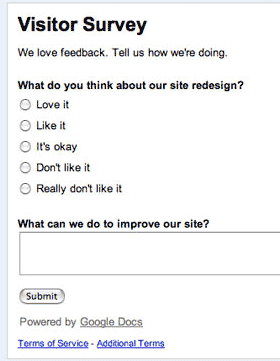 Visitor Survey
We love feedback. Tell us how we're doing.
What do you think about our site redesign?
Love it
Like it
It's okay
Don't like it
Really don't like it
What can we do to improve our site?
Submit
Powered by Google Docs
Terms of Service - Additional Terms